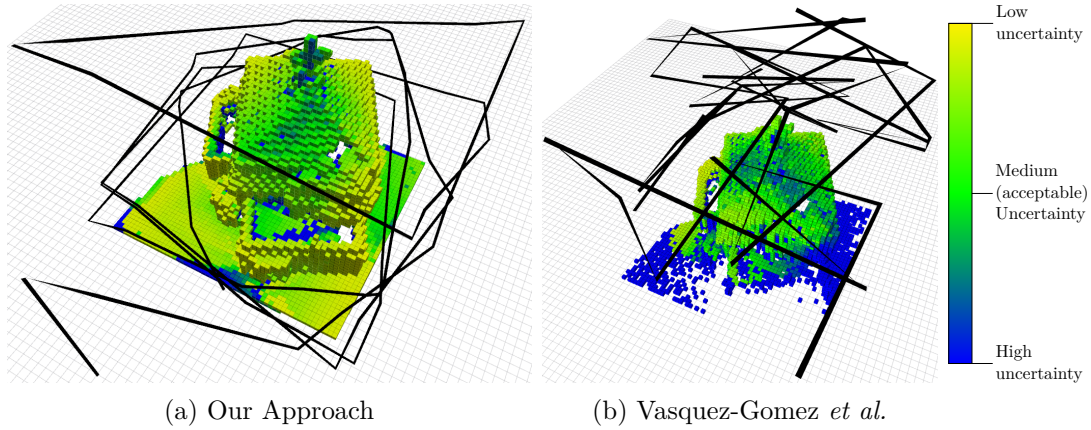 Low
uncertainty
Medium
(acceptable)
Uncertainty
High
uncertainty
(a) Our Approach
(b) Vasquez-Gomez et al.